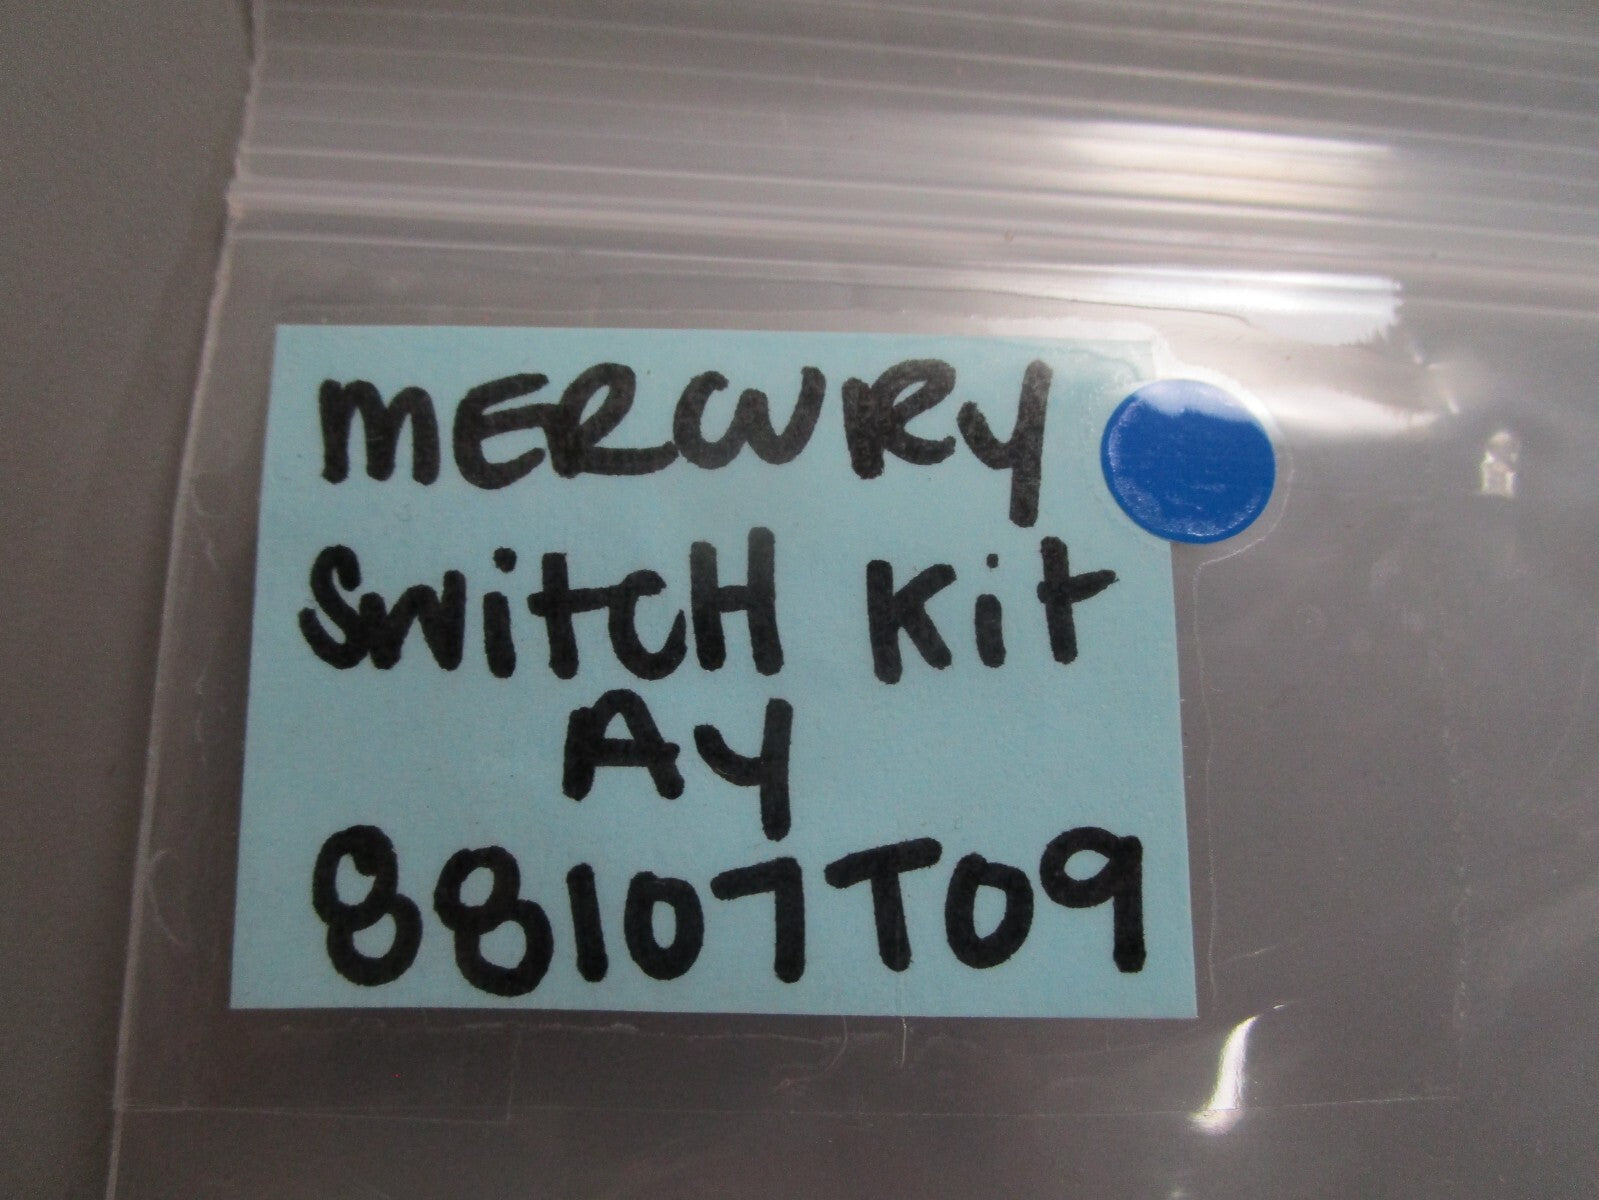 MERCURY
SWiTCH KiT
AY
88107T09